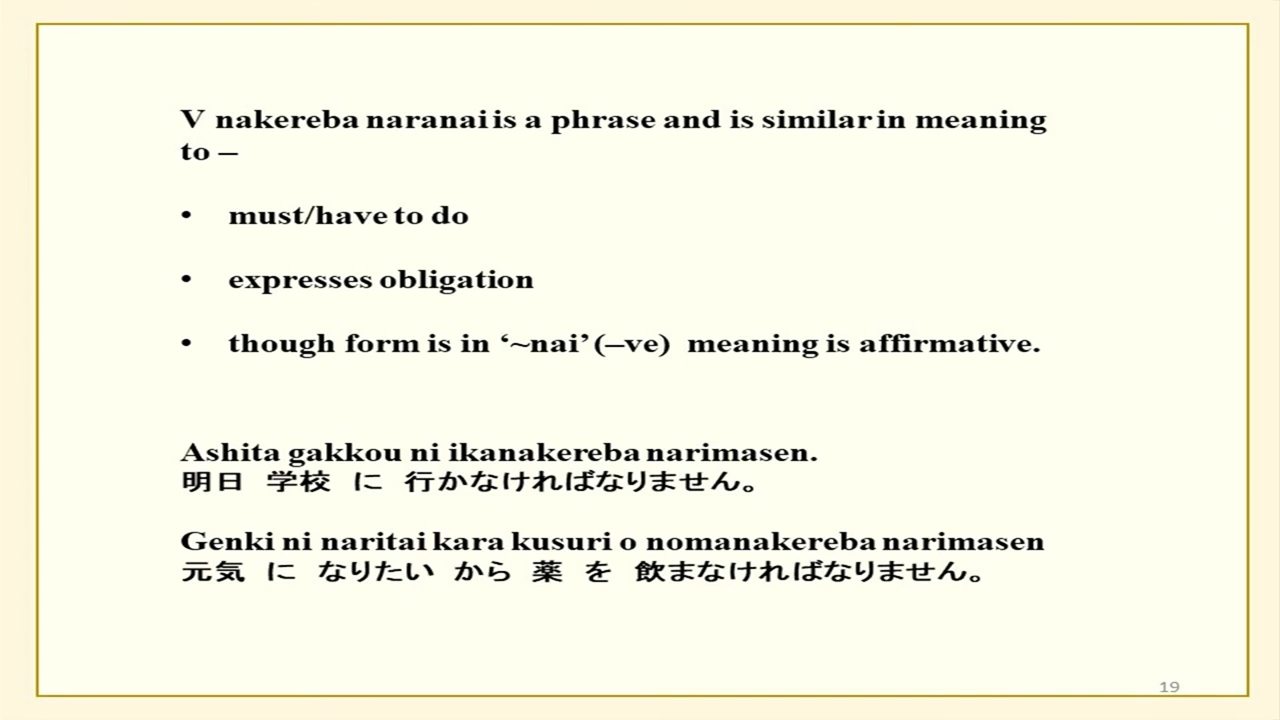 V nakereba naranai is a phrase and is similar in meaning
to –
• must/have to do
• expresses obligation
• though form is in ‘~nai’ (–ve) meaning is affirmative.
Ashita gakkou ni ikanakereba narimasen.
明日　学校　に　行かなければなりません。
Genki ni naritai kara kusuri o nomanakereba narimasen
元気　に　なりたい　から　薬　を　飲まなければなりません。
19